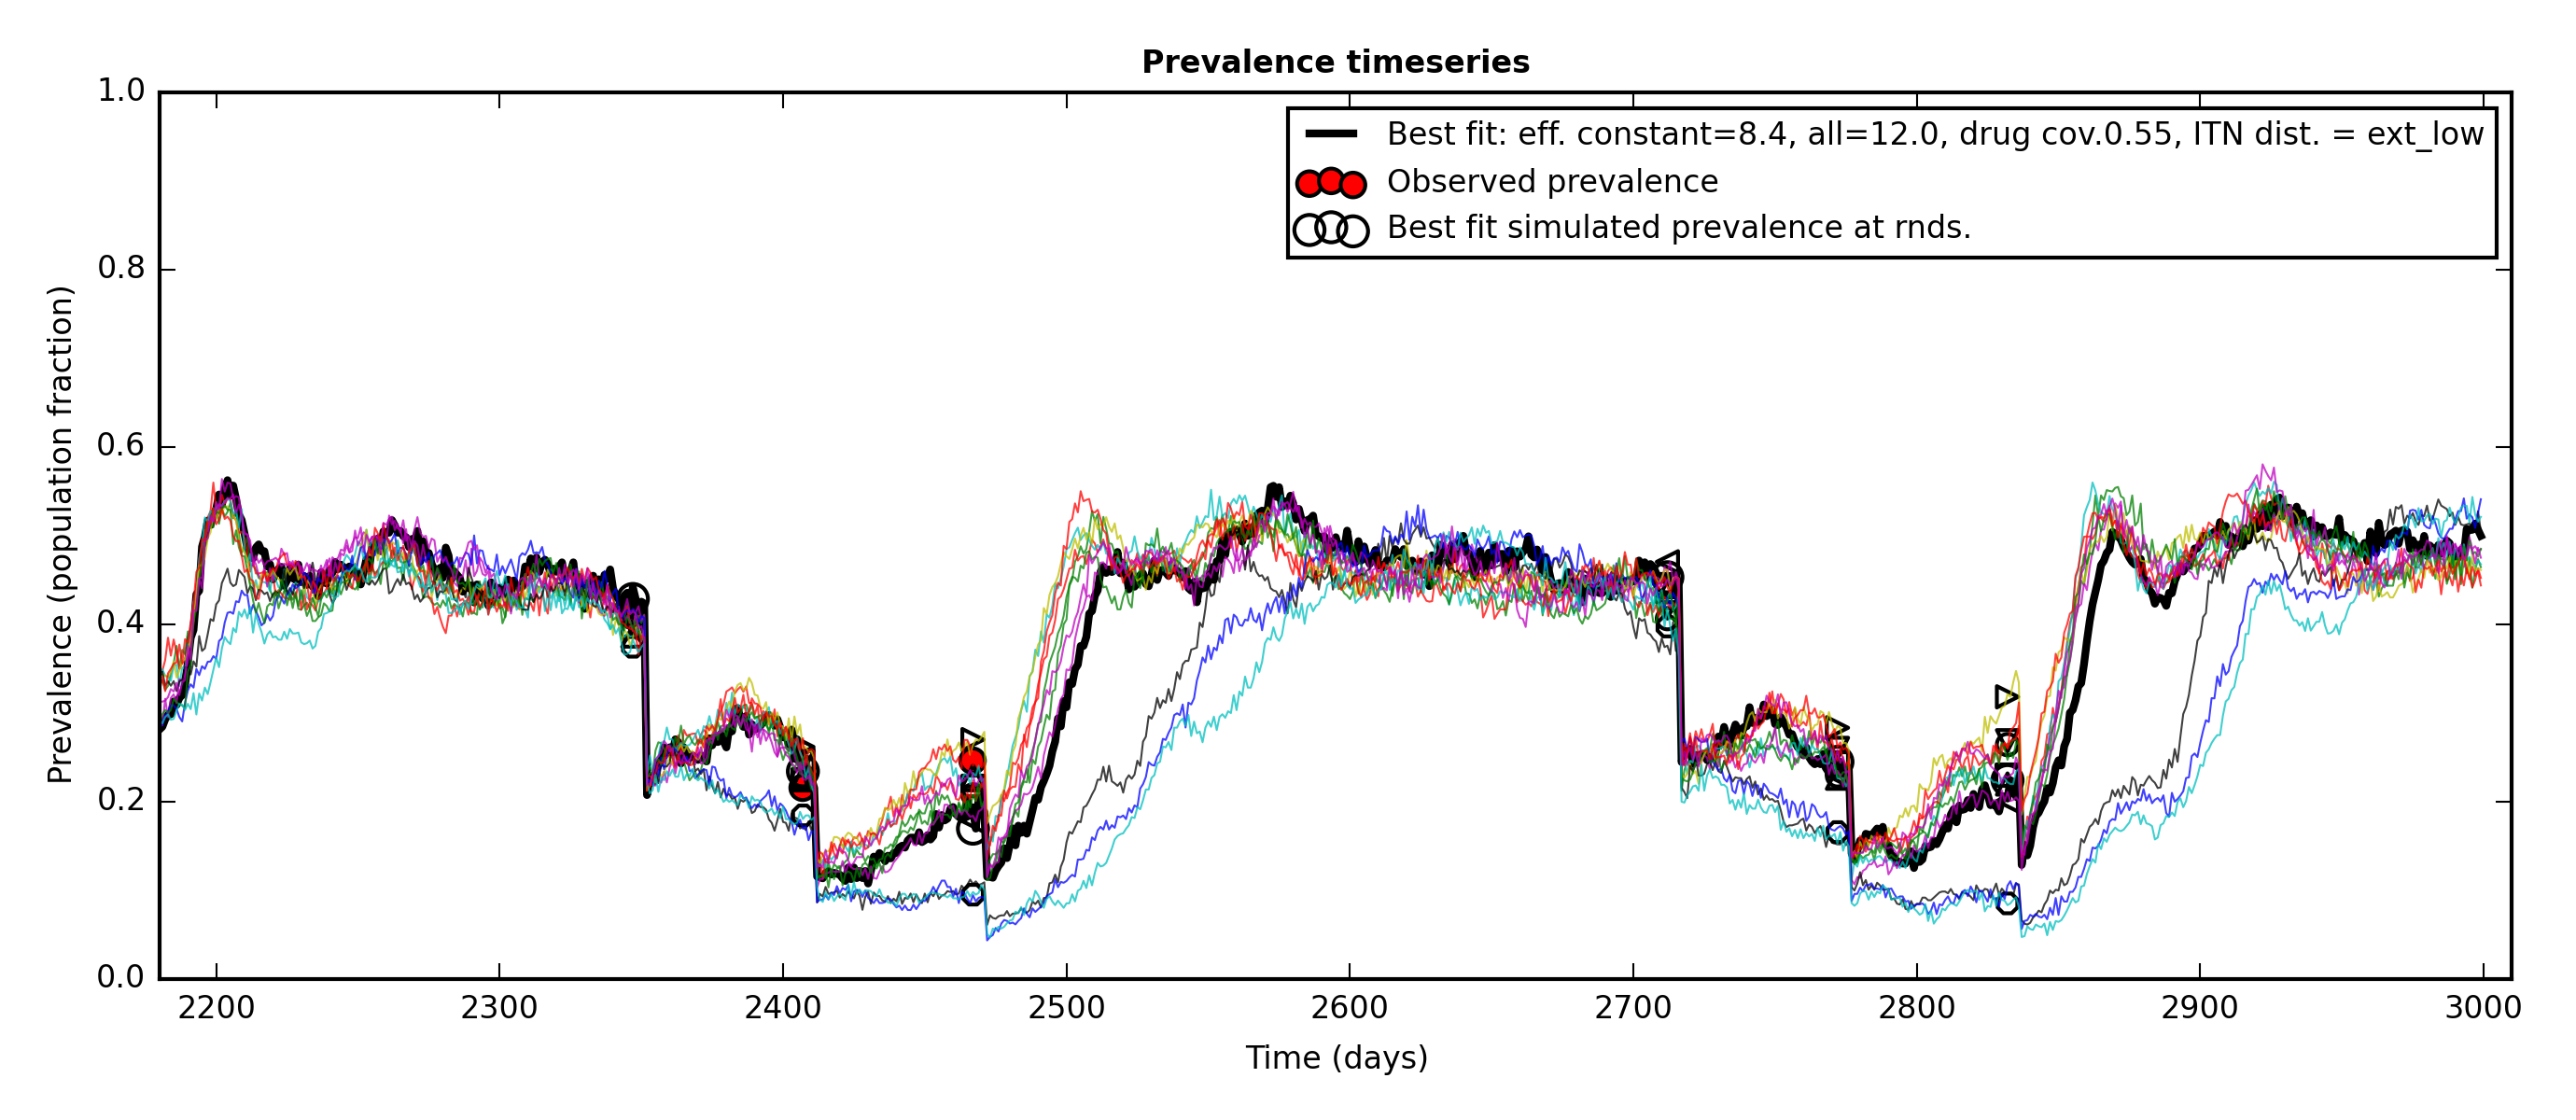 Prevalence timeseries
Best fit: eff. constant=8.4, all=12.0, drug cov.0.55, ITN dist. = ext_low
Observed prevalence
Best fit simulated prevalence at rnds.
Prevalence (population fraction)
1.0
0.8
0.6
0.4
0.2
0.0
2200 2300 2400 2500 2600 2700 2800 2900 3000
Time (days)